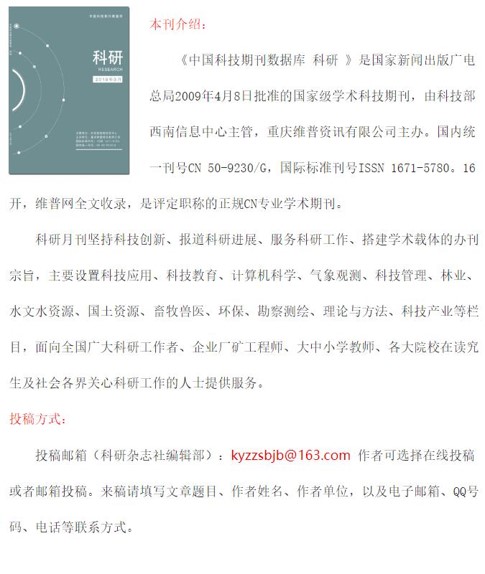 中国科技期刊数据库
科研
RESEARCH
本刊介绍：
《中国科技期刊数据库 科研 》是国家新闻出版广电
总局2009年4月8日批准的国家级学术科技期刊，由科技部
西南信息中心主管，重庆维普资讯有限公司主办。国内统
一刊号CN 50-9230/G，国际标准刊号ISSN 1671-5780。16
开，维普网全文收录，是评定职称的正规CN专业学术期刊。
科研月刊坚持科技创新、报道科研进展、服务科研工作、搭建学术载体的办刊
宗旨，主要设置科技应用、科技教育、计算机科学、气象观测、科技管理、林业、
水文水资源、国土资源、畜牧兽医、环保、勘察测绘、理论与方法、科技产业等栏
目，面向全国广大科研工作者、企业厂矿工程师、大中小学教师、各大院校在读究
生及社会各界关心科研工作的人士提供服务。
投稿方式：
投稿邮箱（科研杂志社编辑部）：kyzzsbjb@163.com 作者可选择在线投稿
或者邮箱投稿。来稿请填写文章题目、作者姓名、作者单位，以及电子邮箱、QQ号
码、电话等联系方式。